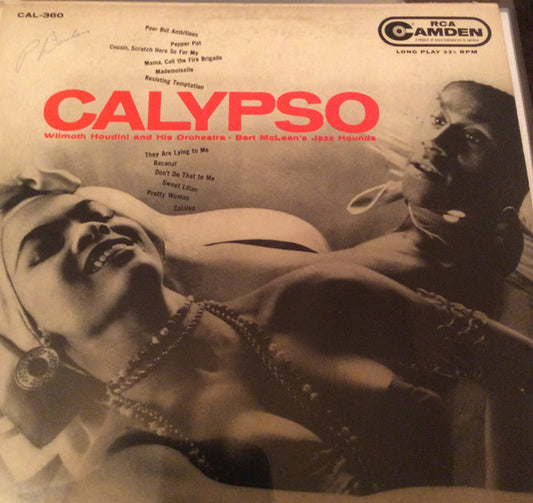 CAL-360
RCA
CAMDEN
LONG PLAY 33⅓ RPM
Poor But Ambitious
Pepper Pot
Cousin, Scratch Here So For Me
Mama, Call the Fire Brigade
Mademoiselle
Resisting Temptation
CALYPSO
Wilmoth Houdini and His Orchestra • Bert McLean's Jazz Hounds
They Are Lying to Me
Bacanal
Don't Do That to Me
Sweet Lilian
Pretty Woman